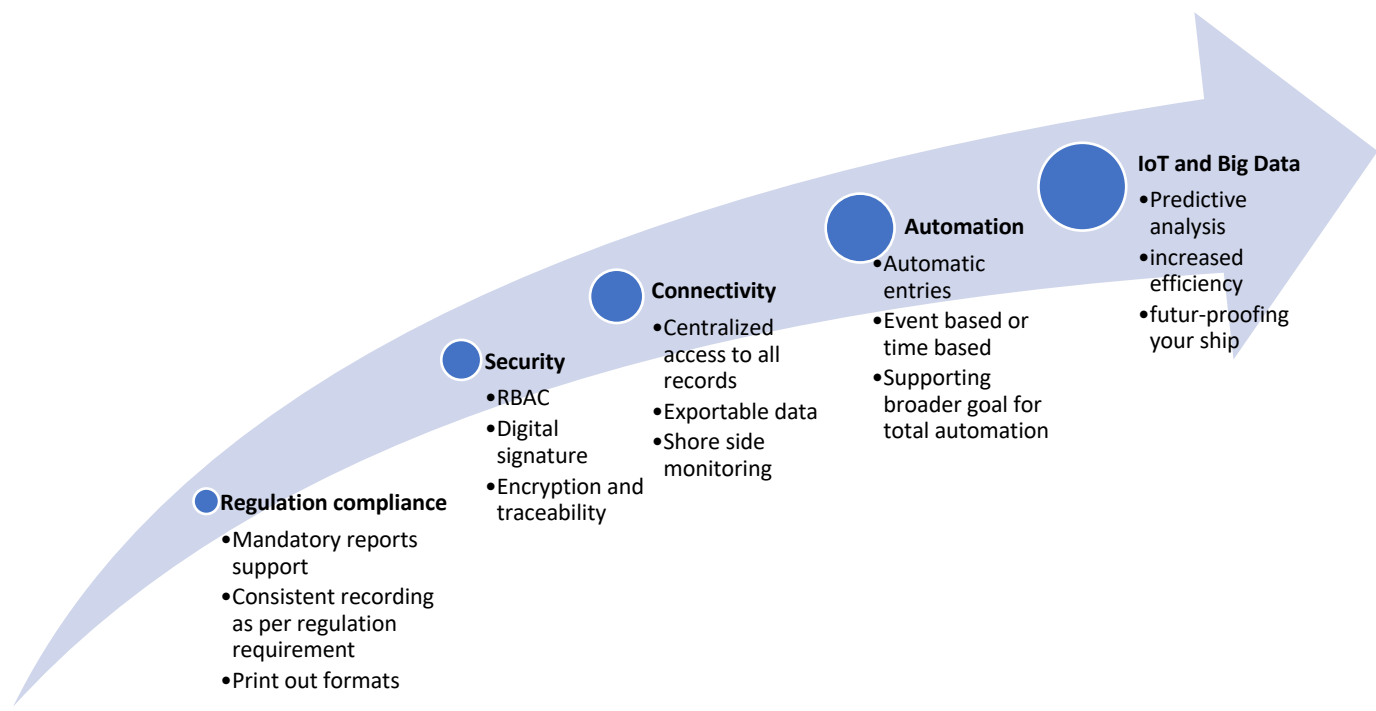 Regulation compliance
•Mandatory reports
support
•Consistent recording
as per regulation
requirement
•Print out formats
Security
•RBAC
•Digital
signature
•Encryption and
traceability
Connectivity
•Centralized
access to all
records
•Exportable data
•Shore side
monitoring
Automation
•Automatic
entries
•Event based or
time based
•Supporting
broader goal for
total automation
IoT and Big Data
•Predictive
analysis
•increased
efficiency
•futur-proofing
your ship